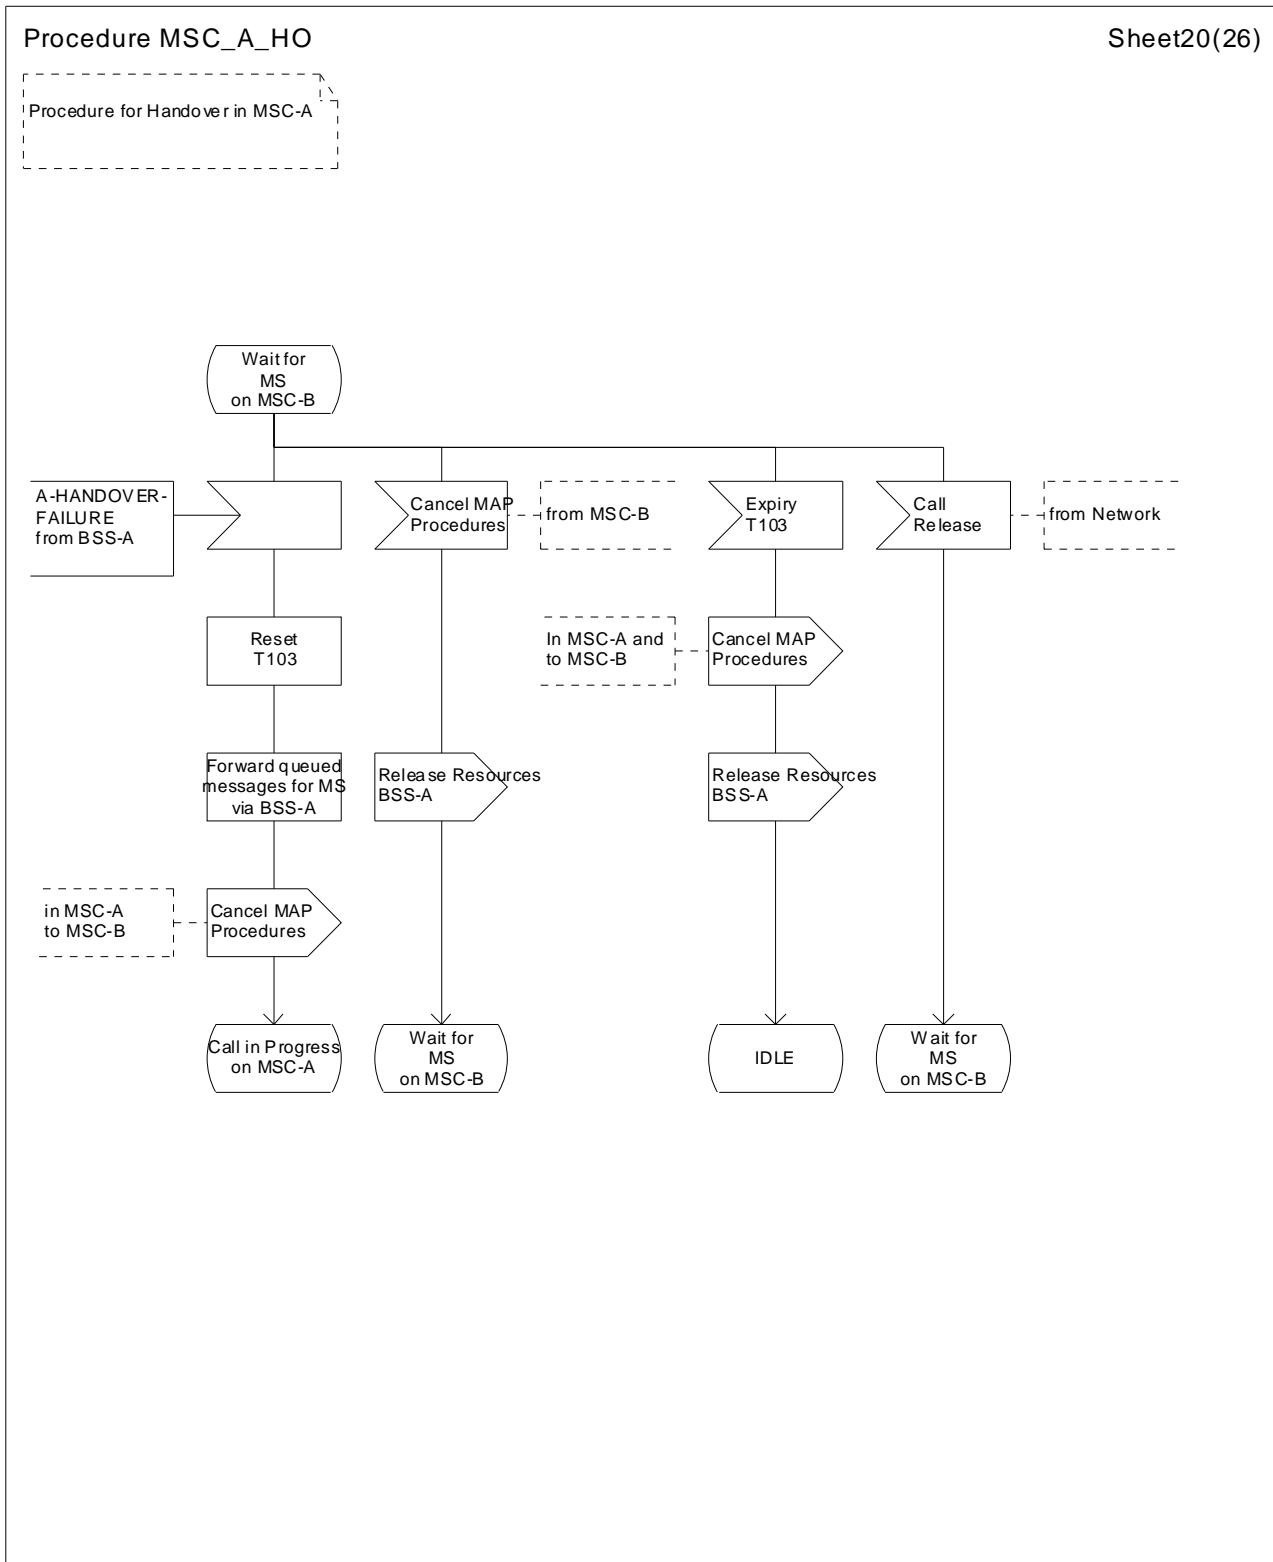 Procedure MSC_A_HO
Sheet20(26)
Procedure for Handover in MSC-A
Wait for
MS
on MSC-B
A-HANDOVER-
FAILURE
from BSS-A
Cancel MAP
Procedures
from MSC-B
Expiry
T103
Call
Release
from Network
Reset
T103
In MSC-A and
to MSC-B
Cancel MAP
Procedures
Forward queued
messages for MS
via BSS-A
Release Resources
BSS-A
Release Resources
BSS-A
in MSC-A
to MSC-B
Cancel MAP
Procedures
Call in Progress
on MSC-A
Wait for
MS
on MSC-B
IDLE
Wait for
MS
on MSC-B